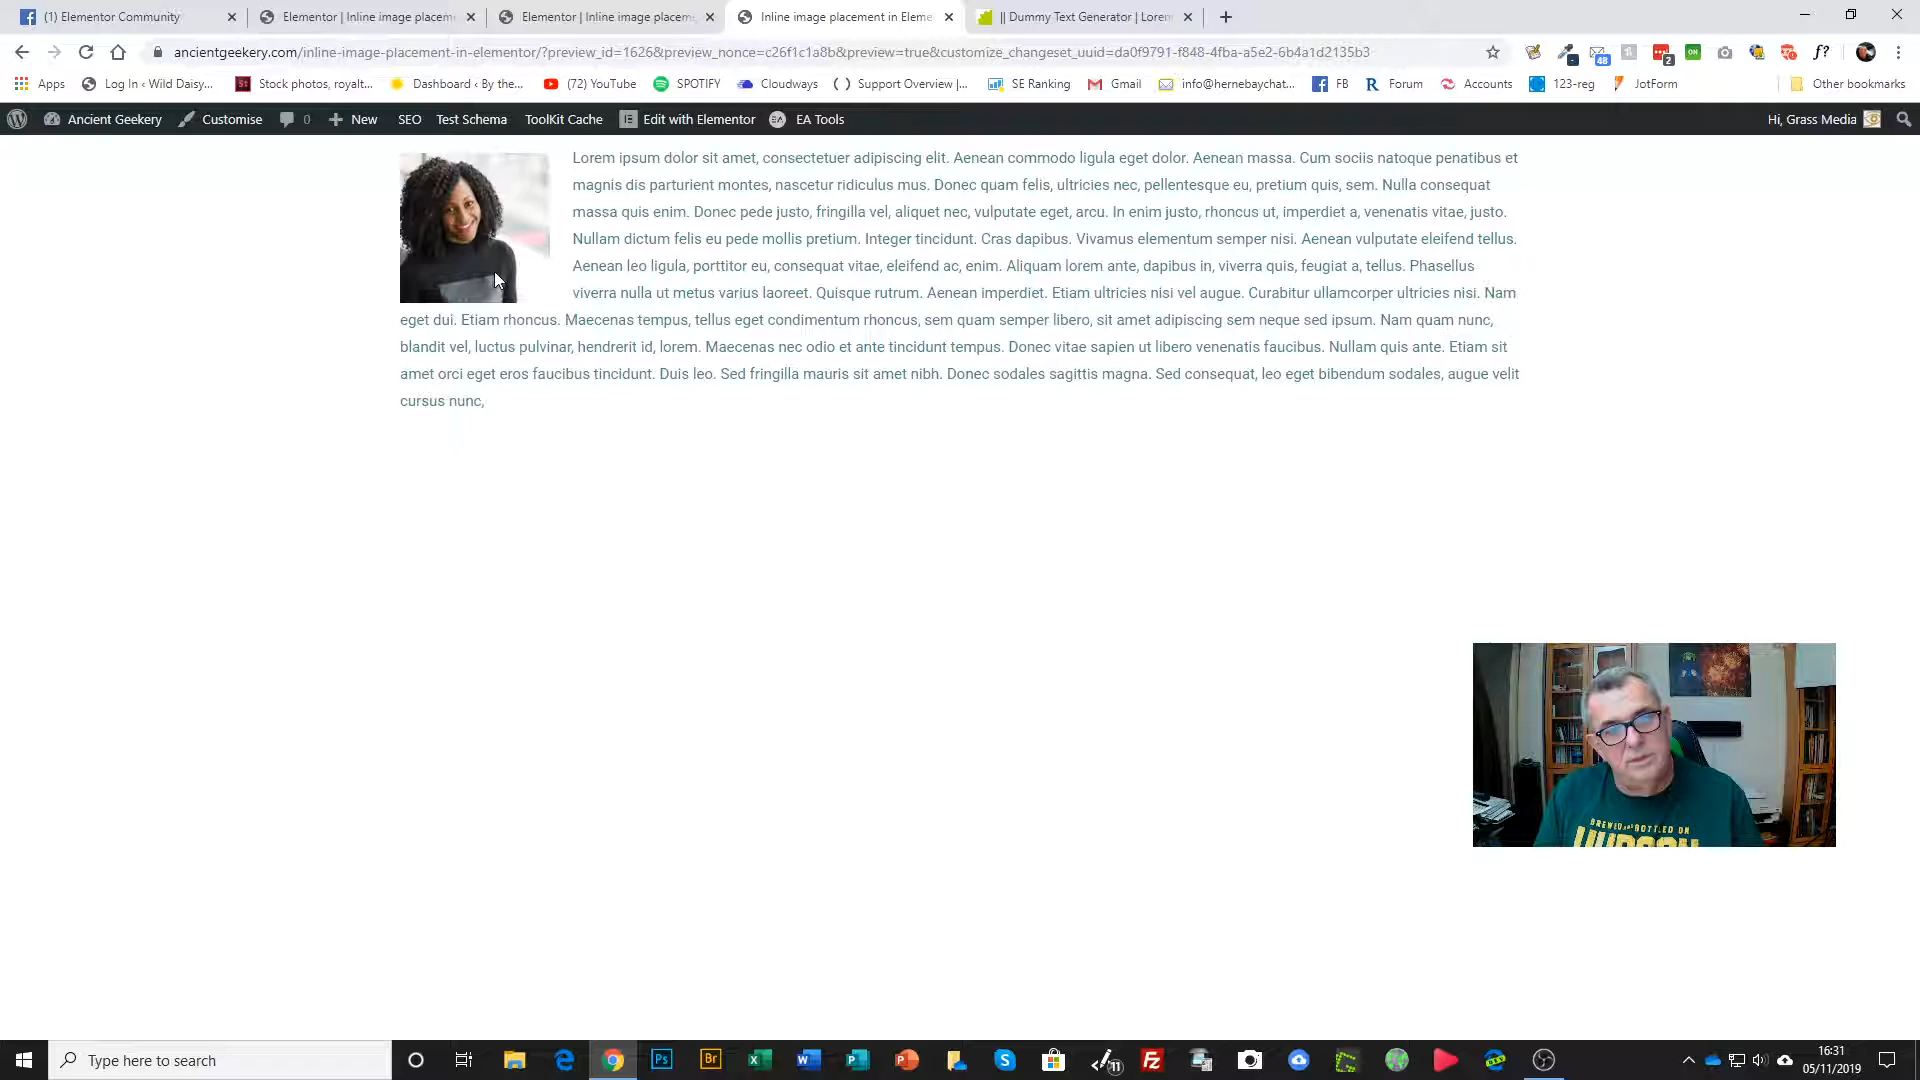 (1) Elementor Community
Elementor | Inline image placem
Elementor | Inline image placeme
Inline image placement in Eleme
|| Dummy Text Generator | Lorem
ancientgeekery.com/inline-image-placement-in-elementor/?preview_id=1626&preview_nonce=c26f1c1a8b&preview=true&customize_changeset_uuid=da0f9791-f848-4fba-a5e2-6b4a1d2135b3
48
ON
2
f?
Apps
Log In ‹ Wild Daisy...
St
Stock photos, royalt...
Dashboard ‹ By the...
(72) YouTube
SPOTIFY
Cloudways
Support Overview |...
SE Ranking
Gmail
info@hernebaychat...
FB
R Forum
Accounts
123-reg
JotForm
Other bookmarks
Ancient Geekery
Customise
0
New
SEO
Test Schema
ToolKit Cache
Edit with Elementor
EA
EA Tools
Hi, Grass Media
Lorem ipsum dolor sit amet, consectetuer adipiscing elit. Aenean commodo ligula eget dolor. Aenean massa. Cum sociis natoque penatibus et
magnis dis parturient montes, nascetur ridiculus mus. Donec quam felis, ultricies nec, pellentesque eu, pretium quis, sem. Nulla consequat
massa quis enim. Donec pede justo, fringilla vel, aliquet nec, vulputate eget, arcu. In enim justo, rhoncus ut, imperdiet a, venenatis vitae, justo.
Nullam dictum felis eu pede mollis pretium. Integer tincidunt. Cras dapibus. Vivamus elementum semper nisi. Aenean vulputate eleifend tellus.
Aenean leo ligula, porttitor eu, consequat vitae, eleifend ac, enim. Aliquam lorem ante, dapibus in, viverra quis, feugiat a, tellus. Phasellus
viverra nulla ut metus varius laoreet. Quisque rutrum. Aenean imperdiet. Etiam ultricies nisi vel augue. Curabitur ullamcorper ultricies nisi. Nam
eget dui. Etiam rhoncus. Maecenas tempus, tellus eget condimentum rhoncus, sem quam semper libero, sit amet adipiscing sem neque sed ipsum. Nam quam nunc,
blandit vel, luctus pulvinar, hendrerit id, lorem. Maecenas nec odio et ante tincidunt tempus. Donec vitae sapien ut libero venenatis faucibus. Nullam quis ante. Etiam sit
amet orci eget eros faucibus tincidunt. Duis leo. Sed fringilla mauris sit amet nibh. Donec sodales sagittis magna. Sed consequat, leo eget bibendum sodales, augue velit
cursus nunc,
BREWED AND BOTTLED ON
HUDSON
Type here to search
Ps
Br
11
Fz
16:31
05/11/2019